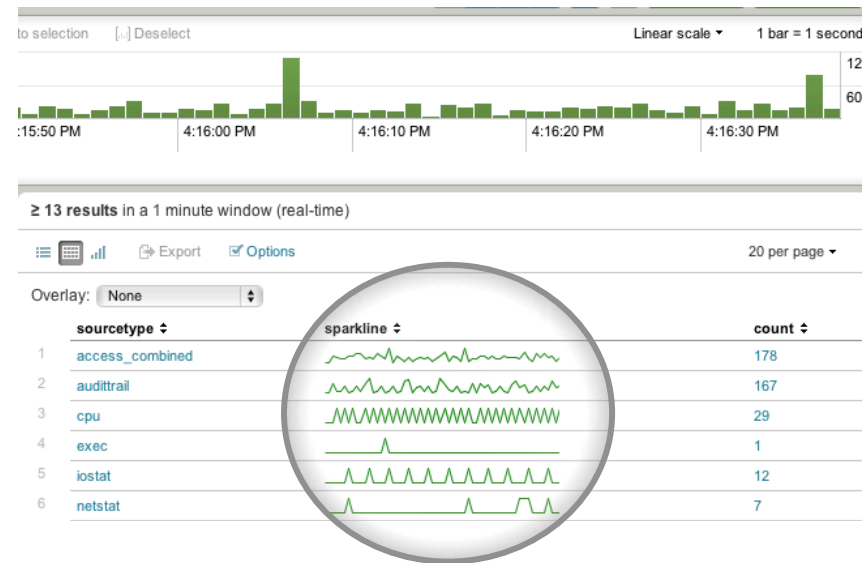 to selection [..] Deselect Linear scale 1 bar = 1 second
12
60
:15:50 PM 4:16:00 PM 4:16:10 PM 4:16:20 PM 4:16:30 PM
≥ 13 results in a 1 minute window (real-time)
Export Options 20 per page
Overlay: None
sourcetype sparkline count
1 access_combined 178
2 audittrail 167
3 cpu 29
4 exec 1
5 iostat 12
6 netstat 7